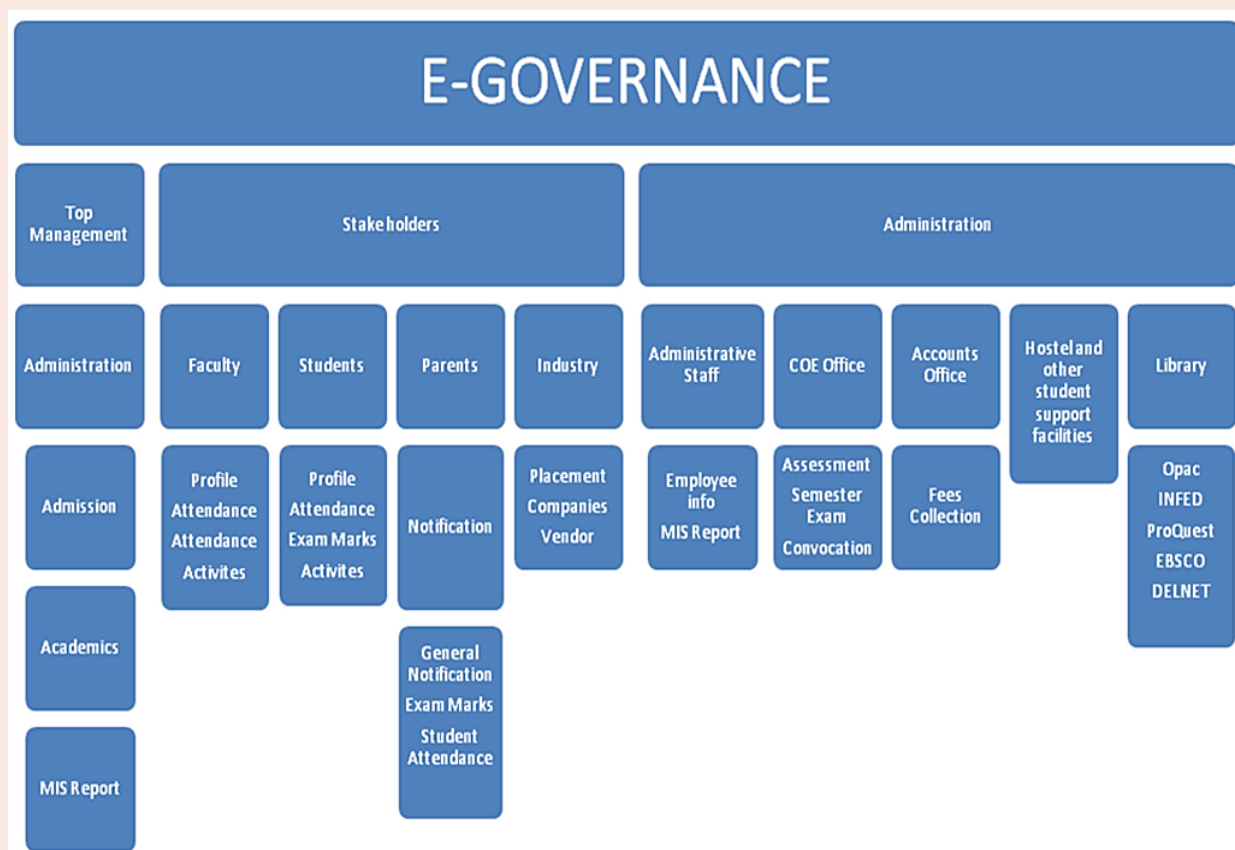 E-GOVERNANCE
Top
Management
Stakeholders
Administration
Administration
Faculty
Students
Parents
Industry
Administrative
Staff
COE Office
Accounts
Office
Hostel and
other
student
support
facilities
Library
Admission
Profile
Attendance
Attendance
Activites
Profile
Attendance
Exam Marks
Activites
Notification
Placement
Companies
Vendor
Employee
info
MIS Report
Assessment
Semester
Exam
Convocation
Fees
Collection
Opac
INFED
ProQuest
EBSCO
DELNET
Academics
General
Notification
Exam Marks
Student
Attendance
MIS Report